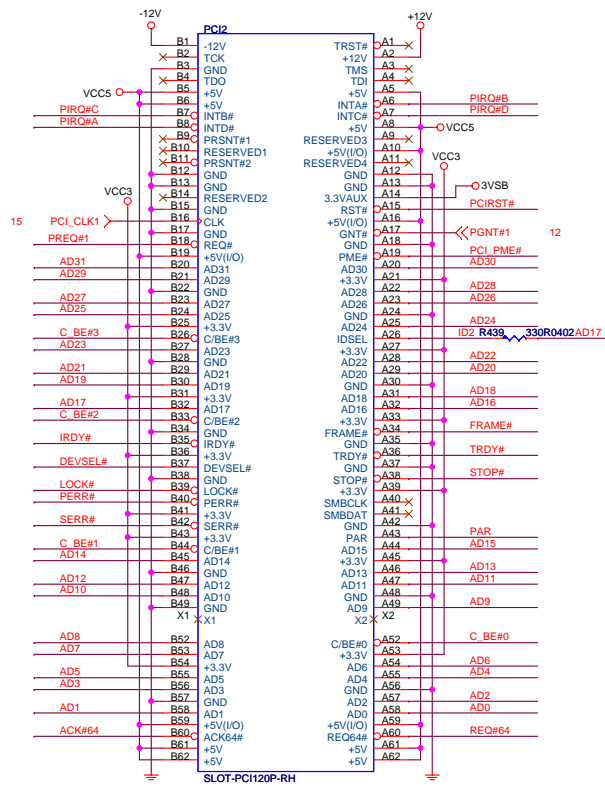 -12V +12V
PCI2
B1 -12V TRST# A1
B2 TCK +12V A2
B3 GND TMS A3
B4 TDO TDI A4
VCC5 B5 +5V +5V A5
B6 +5V INTA# A6 PIRQ#B
PIRQ#C B7 INTB# INTC# A7 PIRQ#D
PIRQ#A B8 INTD# +5V A8 VCC5
B9 PRSNT#1 RESERVED3 A9
B10 RESERVED1 +5V(I/O) A10
B11 PRSNT#2 RESERVED4 A11
B12 GND GND A12 VCC3
B13 GND GND A13
B14 RESERVED2 3.3VAUX A14 3VSB
VCC3 B15 GND RST# A15 PCIRST#
15 PCI_CLK1 B16 CLK +5V(I/O) A16
B17 GND GNT# A17 PGNT#1 12
PREQ#1 B18 REQ# GND A18
B19 +5V(I/O) PME# A19 PCI_PME#
AD31 B20 AD31 AD30 A20 AD30
AD29 B21 AD29 +3.3V A21
B22 GND AD28 A22 AD28
AD27 B23 AD27 AD26 A23 AD26
AD25 B24 AD25 GND A24
B25 +3.3V AD24 A25 AD24
C_BE#3 B26 C/BE#3 IDSEL A26 ID2 R439 330R0402 AD17
AD23 B27 AD23 +3.3V A27
B28 GND AD22 A28 AD22
AD21 B29 AD21 AD20 A29 AD20
AD19 B30 AD19 GND A30
B31 +3.3V AD18 A31 AD18
AD17 B32 AD17 AD16 A32 AD16
C_BE#2 B33 C/BE#2 +3.3V A33
B34 GND FRAME# A34 FRAME#
IRDY# B35 IRDY# GND A35
B36 +3.3V TRDY# A36 TRDY#
DEVSEL# B37 DEVSEL# GND A37
B38 GND STOP# A38 STOP#
LOCK# B39 LOCK# +3.3V A39
PERR# B40 PERR# SMBCLK A40
B41 +3.3V SMBDAT A41
SERR# B42 SERR# GND A42
B43 +3.3V PAR A43 PAR
C_BE#1 B44 C/BE#1 AD15 A44 AD15
AD14 B45 AD14 +3.3V A45
B46 GND AD13 A46 AD13
AD12 B47 AD12 AD11 A47 AD11
AD10 B48 AD10 GND A48
B49 GND AD9 A49 AD9
X1 X1 X2 X2
AD8 B52 AD8 C/BE#0 A52 C_BE#0
AD7 B53 AD7 +3.3V A53
B54 +3.3V AD6 A54 AD6
AD5 B55 AD5 AD4 A55 AD4
AD3 B56 AD3 GND A56
B57 GND AD2 A57 AD2
AD1 B58 AD1 AD0 A58 AD0
B59 +5V(I/O) +5V(I/O) A59
ACK#64 B60 ACK64# REQ64# A60 REQ#64
B61 +5V +5V A61
B62 +5V +5V A62
SLOT-PCI120P-RH